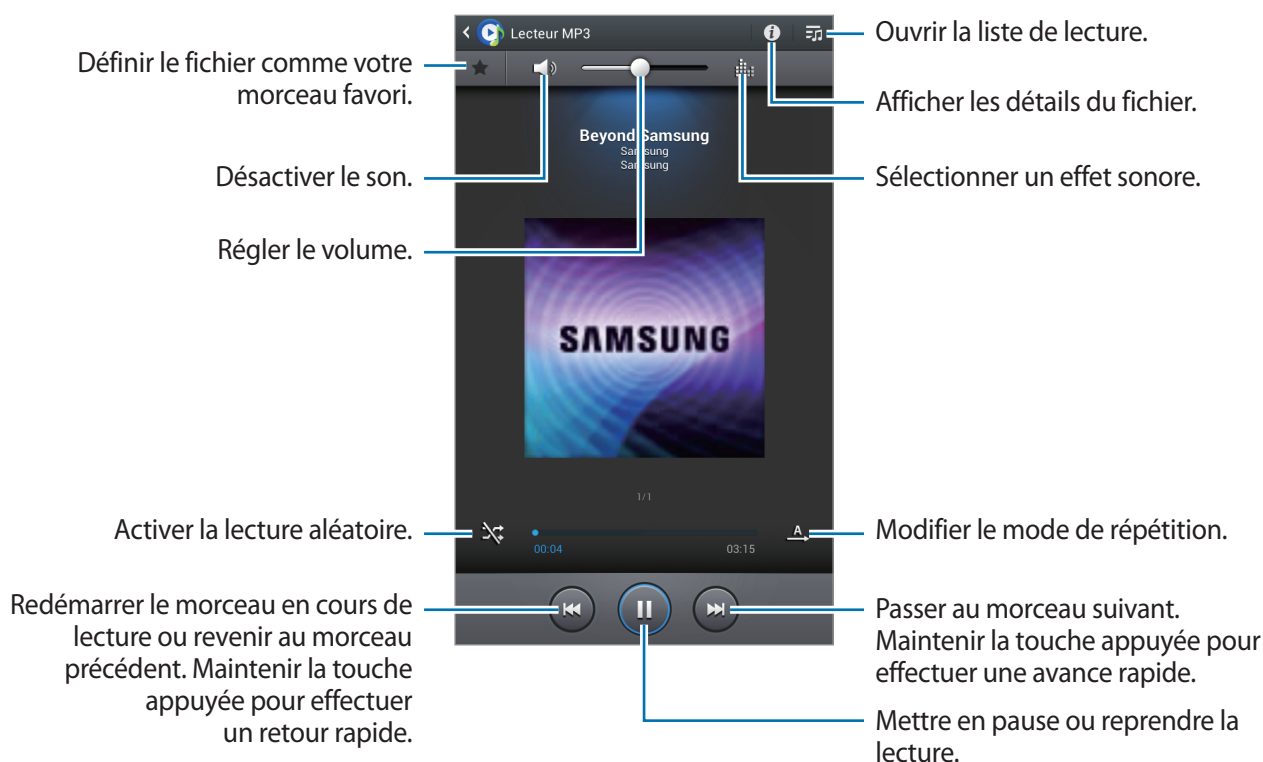 Lecteur MP3
Ouvrir la liste de lecture.
Définir le fichier comme votre
morceau favori.
Afficher les détails du fichier.
Beyond Samsung
Samsung
Samsung
Désactiver le son.
Sélectionner un effet sonore.
Régler le volume.
SAMSUNG
1/1
Activer la lecture aléatoire.
A
Modifier le mode de répétition.
00:04
03:15
Redémarrer le morceau en cours de
lecture ou revenir au morceau
précédent. Maintenir la touche
appuyée pour effectuer
un retour rapide.
Passer au morceau suivant.
Maintenir la touche appuyée pour
effectuer une avance rapide.
Mettre en pause ou reprendre la
lecture.